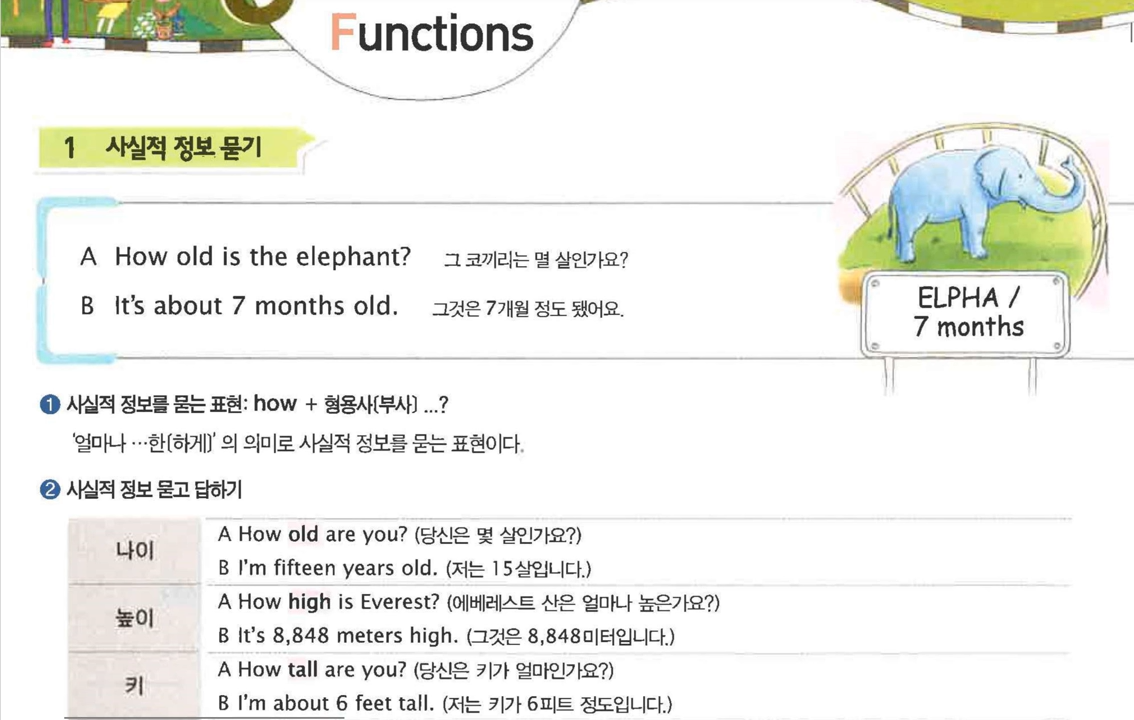 Functions
1 사실적 정보 묻기
A How old is the elephant? 그 코끼리는 몇 살인가요?
B It's about 7 months old. 그것은 7개월 정도 됐어요.
ELPHA /
7 months
❶ 사실적 정보를 묻는 표현: how + 형용사(부사) ...?
'얼마나 …한(하게)' 의 의미로 사실적 정보를 묻는 표현이다.
❷ 사실적 정보 묻고 답하기
나이
A How old are you? (당신은 몇 살인가요?)
B I'm fifteen years old. (저는 15살입니다.)
높이
A How high is Everest? (에베레스트 산은 얼마나 높은가요?)
B It's 8,848 meters high. (그것은 8,848미터입니다.)
키
A How tall are you? (당신은 키가 얼마인가요?)
B I'm about 6 feet tall. (저는 키가 6피트 정도입니다.)